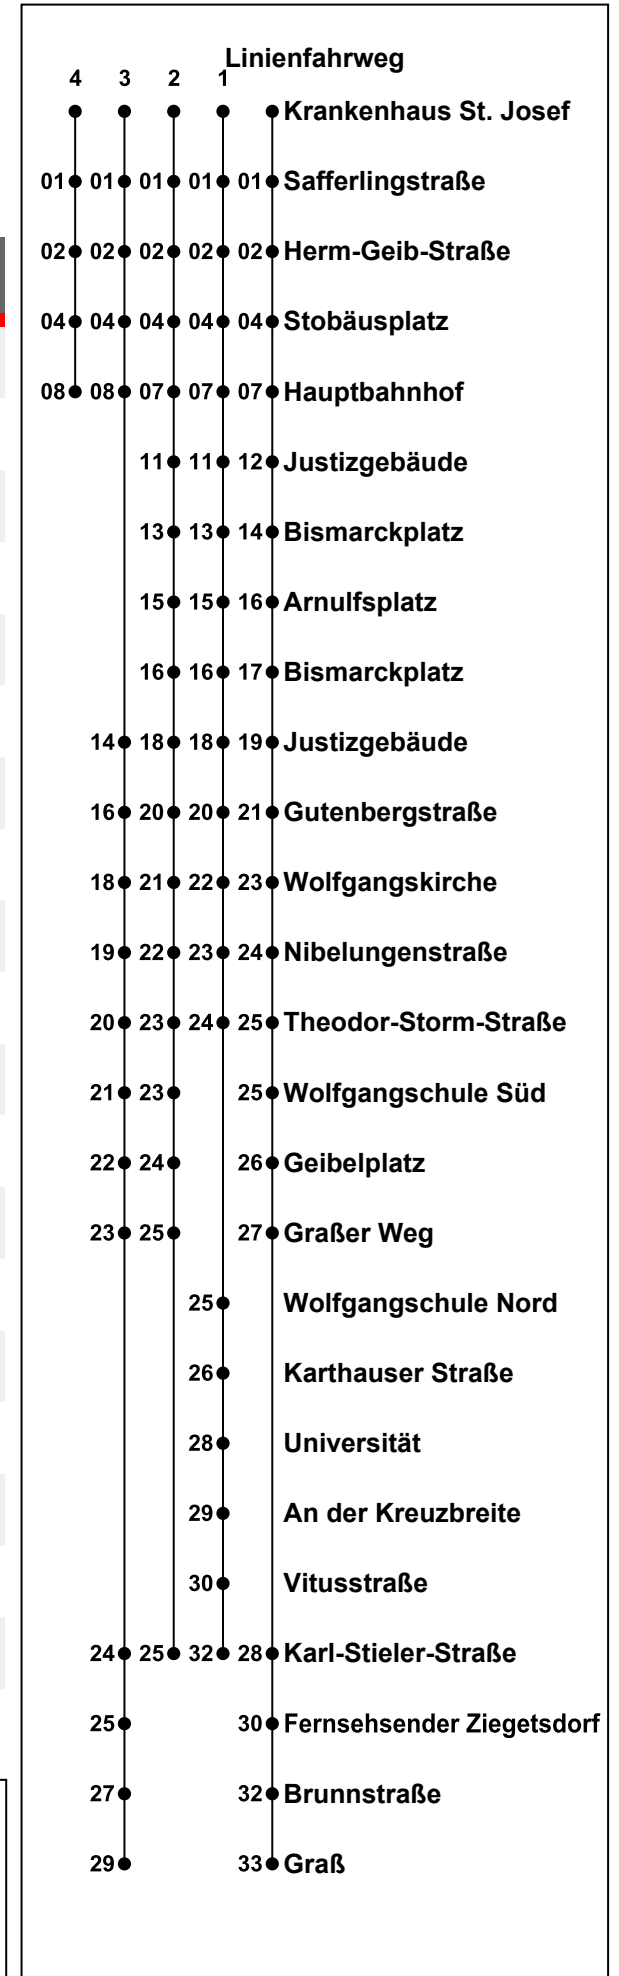 Linienfahrweg
4 3 2 1
Krankenhaus St. Josef
01 01 01 01 01 Safferlingstraße
02 02 02 02 02 Herm-Geib-Straße
04 04 04 04 04 Stobäusplatz
08 08 07 07 07 Hauptbahnhof
11 11 12 Justizgebäude
13 13 14 Bismarckplatz
15 15 16 Arnulfsplatz
16 16 17 Bismarckplatz
14 18 18 19 Justizgebäude
16 20 20 21 Gutenbergstraße
18 21 22 23 Wolfgangskirche
19 22 23 24 Nibelungenstraße
20 23 24 25 Theodor-Storm-Straße
21 23 25 Wolfgangschule Süd
22 24 26 Geibelplatz
23 25 27 Graßer Weg
25 Wolfgangschule Nord
26 Karthauser Straße
28 Universität
29 An der Kreuzbreite
30 Vitusstraße
24 25 32 28 Karl-Stieler-Straße
25 30 Fernsehsender Ziegetsdorf
27 32 Brunnstraße
29 33 Graß